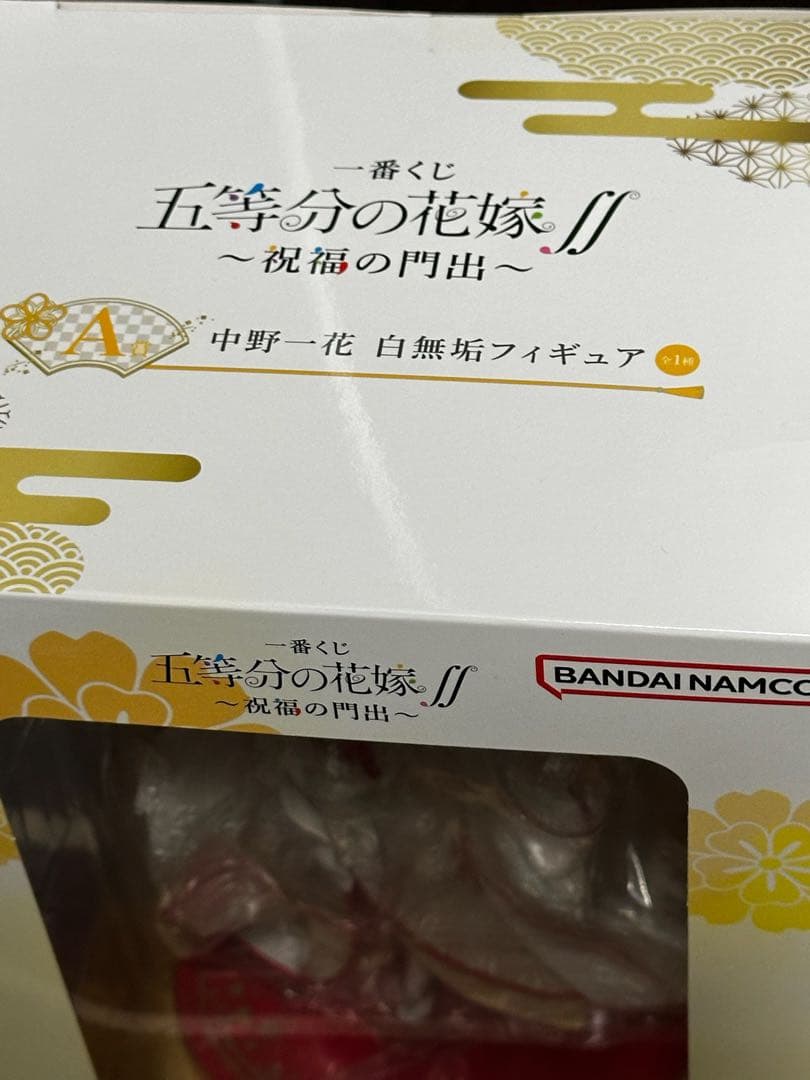 一番くじ
五等分の花嫁∬
～祝福の門出～
A賞 中野一花 白無垢フィギュア 全1種
一番くじ
五等分の花嫁∬
～祝福の門出～
BANDAI NAMCO